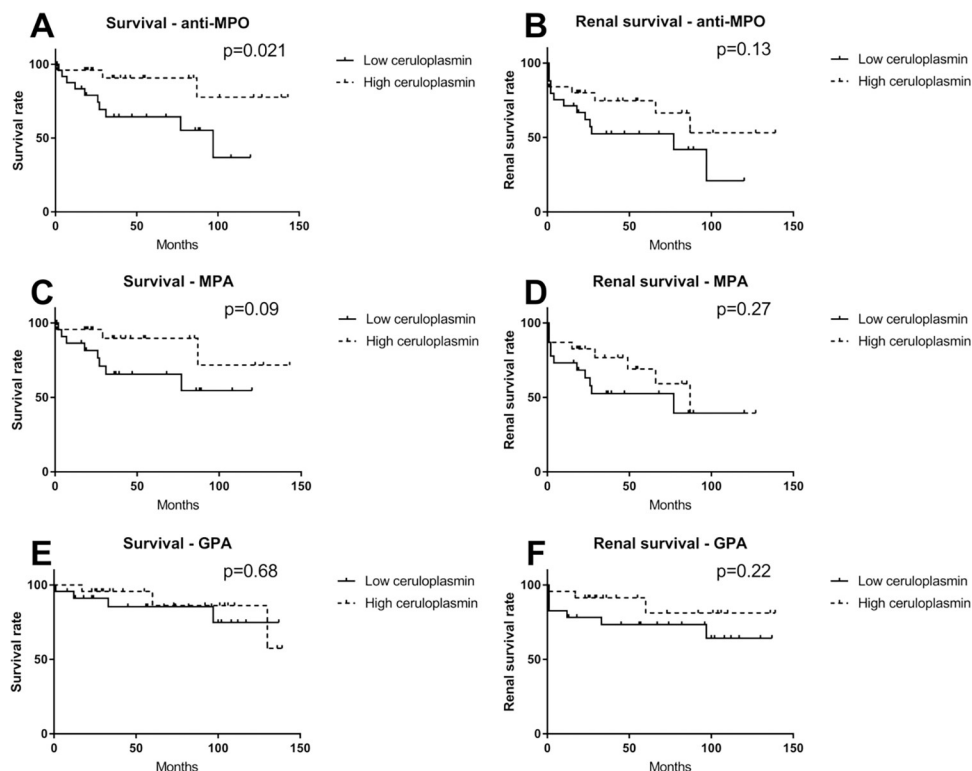 A
Survival - anti-MPO
p=0.021
Low ceruloplasmin
High ceruloplasmin
Survival rate
100
50
0
0 50 100 150
Months
B
Renal survival - anti-MPO
p=0.13
Low ceruloplasmin
High ceruloplasmin
Renal survival rate
100
50
0
0 50 100 150
Months
C
Survival - MPA
p=0.09
Low ceruloplasmin
High ceruloplasmin
Survival rate
100
50
0
0 50 100 150
Months
D
Renal survival - MPA
p=0.27
Low ceruloplasmin
High ceruloplasmin
Renal survival rate
100
50
0
0 50 100 150
Months
E
Survival - GPA
p=0.68
Low ceruloplasmin
High ceruloplasmin
Survival rate
100
50
0
0 50 100 150
Months
F
Renal survival - GPA
p=0.22
Low ceruloplasmin
High ceruloplasmin
Renal survival rate
100
50
0
0 50 100 150
Months